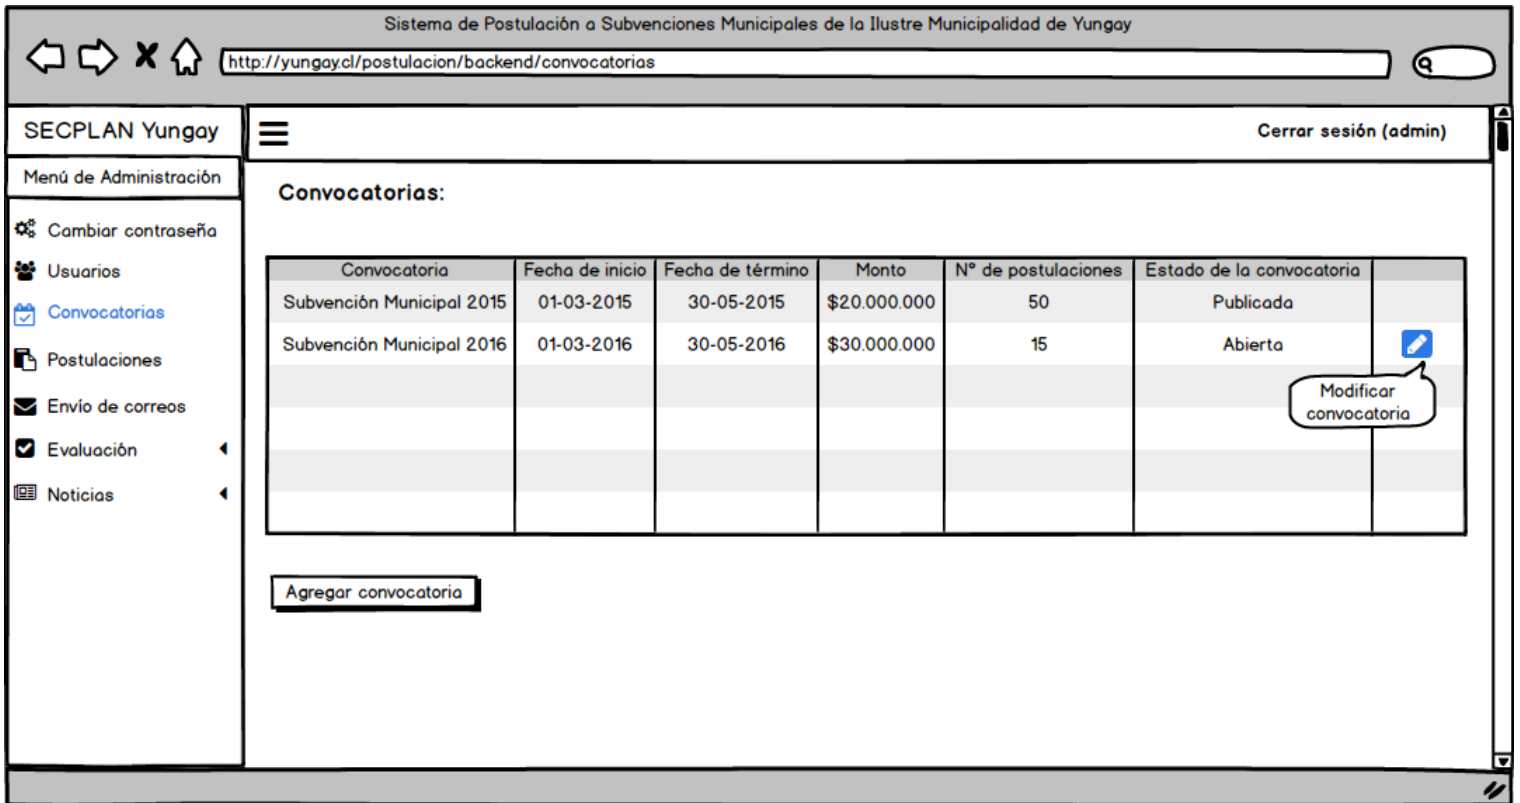 Sistema de Postulación a Subvenciones Municipales de la Ilustre Municipalidad de Yungay
http://yungay.cl/postulacion/backend/convocatorias
SECPLAN Yungay
Cerrar sesión (admin)
Menú de Administración
Cambiar contraseña
Usuarios
Convocatorias
Postulaciones
Envío de correos
Evaluación
Noticias
Convocatorias:
Convocatoria Fecha de inicio Fecha de término Monto N° de postulaciones Estado de la convocatoria
Subvención Municipal 2015 01-03-2015 30-05-2015 $20.000.000 50 Publicada
Subvención Municipal 2016 01-03-2016 30-05-2016 $30.000.000 15 Abierta
Modificar
convocatoria
Agregar convocatoria